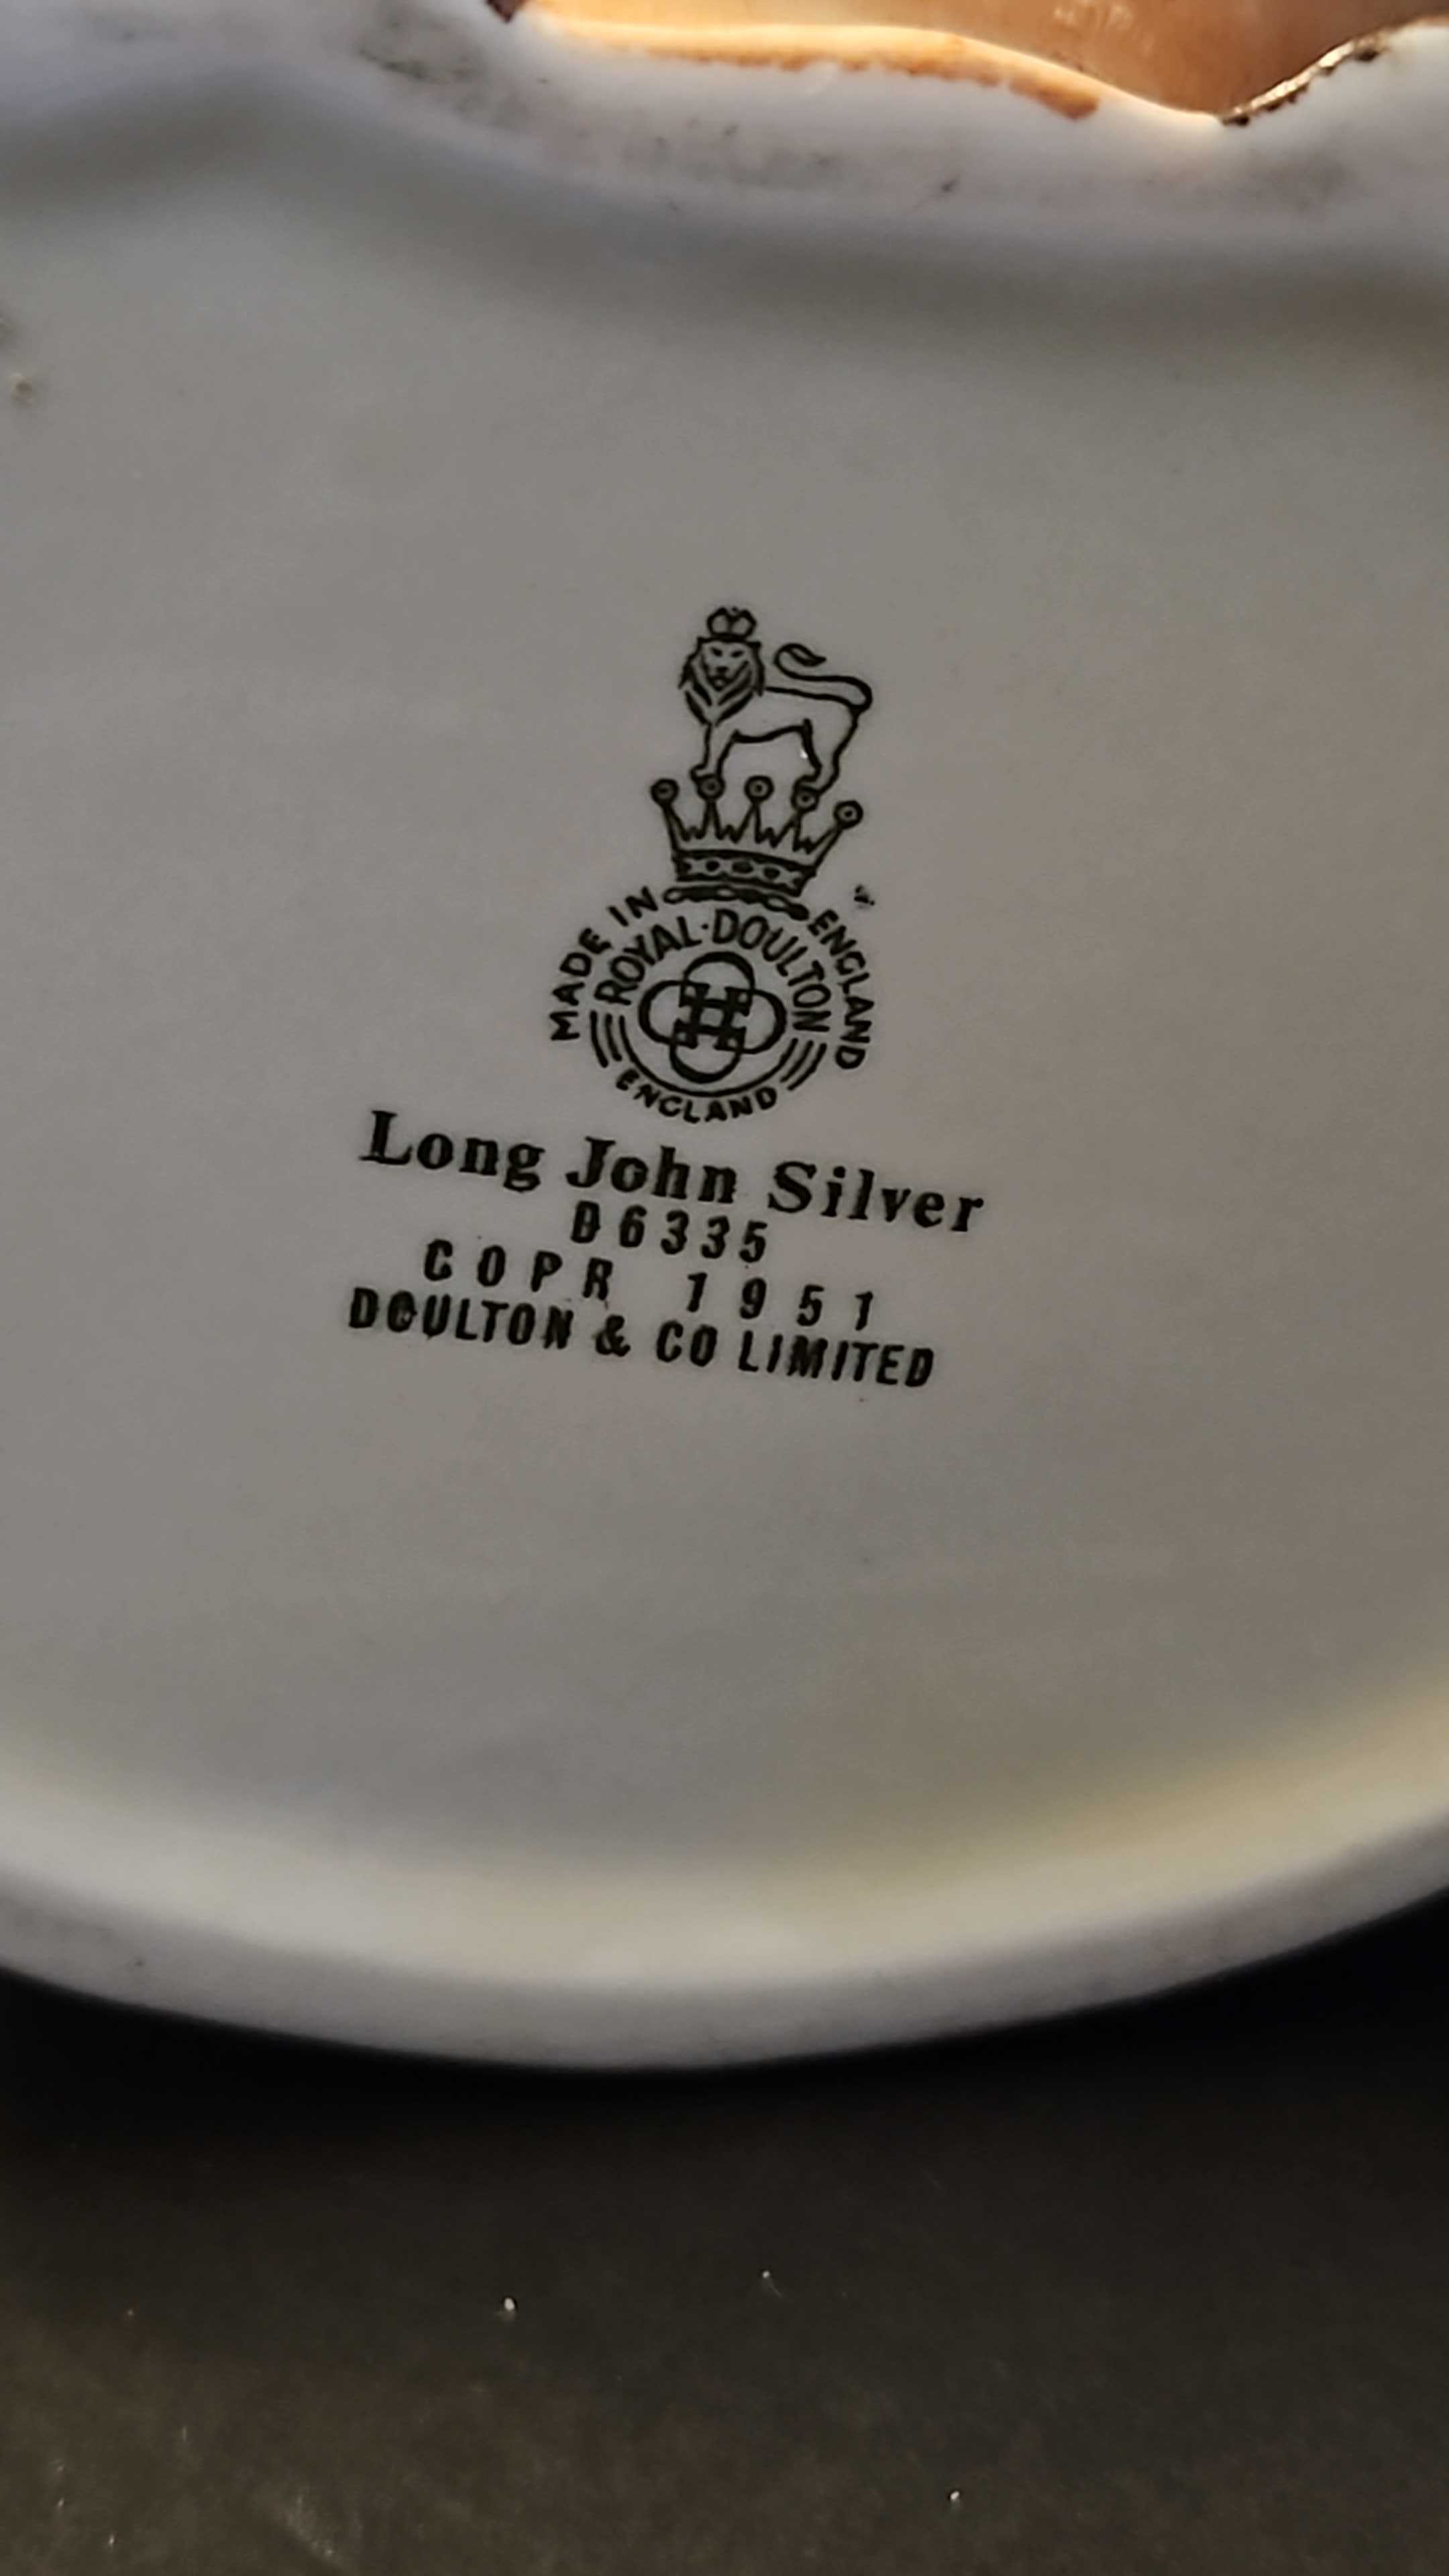 MADE IN ENGLAND
ROYAL·DOULTON
ENGLAND
Long John Silver
D6335
COPR 1951
DOULTON & CO LIMITED